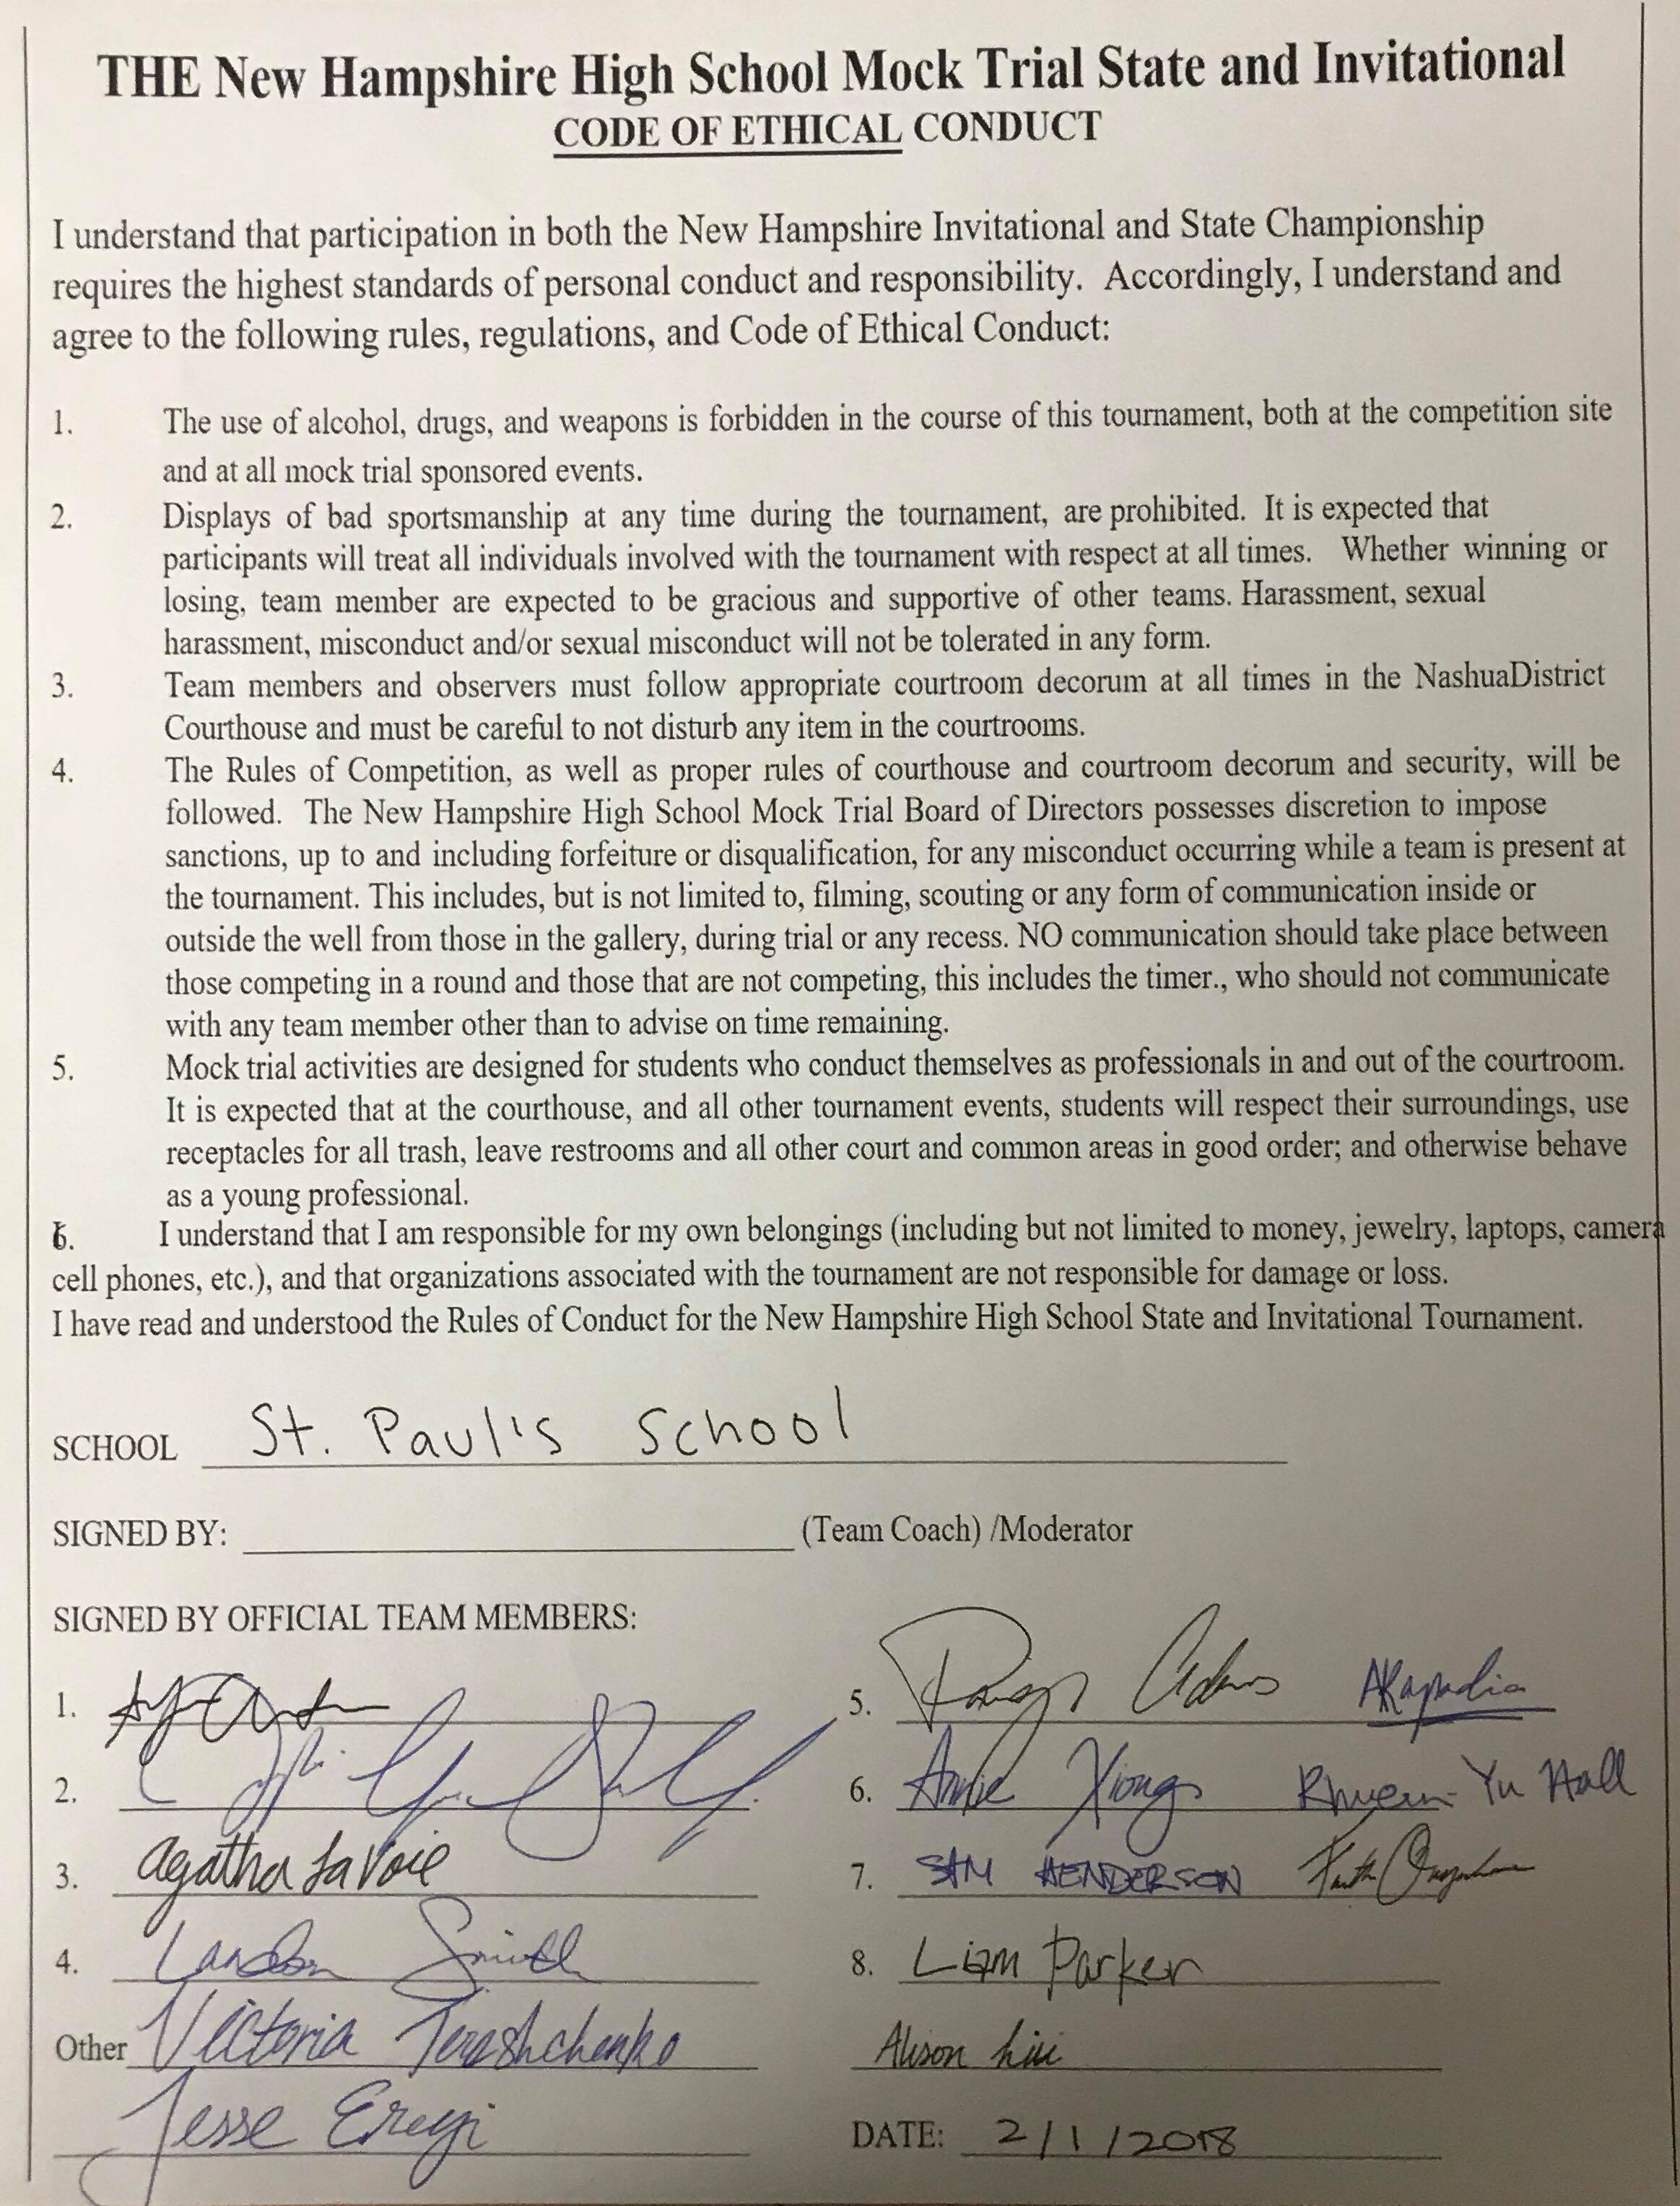 THE New Hampshire High School Mock Trial State and Invitational
CODE OF ETHICAL CONDUCT
I understand that participation in both the New Hampshire Invitational and State Championship
requires the highest standards of personal conduct and responsibility. Accordingly, I understand and
agree to the following rules, regulations, and Code of Ethical Conduct:
1. The use of alcohol, drugs, and weapons is forbidden in the course of this tournament, both at the competition site
and at all mock trial sponsored events.
2. Displays of bad sportsmanship at any time during the tournament, are prohibited. It is expected that
participants will treat all individuals involved with the tournament with respect at all times. Whether winning or
losing, team member are expected to be gracious and supportive of other teams. Harassment, sexual
harassment, misconduct and/or sexual misconduct will not be tolerated in any form.
3. Team members and observers must follow appropriate courtroom decorum at all times in the NashuaDistrict
Courthouse and must be careful to not disturb any item in the courtrooms.
4. The Rules of Competition, as well as proper rules of courthouse and courtroom decorum and security, will be
followed. The New Hampshire High School Mock Trial Board of Directors possesses discretion to impose
sanctions, up to and including forfeiture or disqualification, for any misconduct occurring while a team is present at
the tournament. This includes, but is not limited to, filming, scouting or any form of communication inside or
outside the well from those in the gallery, during trial or any recess. NO communication should take place between
those competing in a round and those that are not competing, this includes the timer., who should not communicate
with any team member other than to advise on time remaining.
5. Mock trial activities are designed for students who conduct themselves as professionals in and out of the courtroom.
It is expected that at the courthouse, and all other tournament events, students will respect their surroundings, use
receptacles for all trash, leave restrooms and all other court and common areas in good order; and otherwise behave
as a young professional.
6. I understand that I am responsible for my own belongings (including but not limited to money, jewelry, laptops, camera
cell phones, etc.), and that organizations associated with the tournament are not responsible for damage or loss.
I have read and understood the Rules of Conduct for the New Hampshire High School State and Invitational Tournament.
SCHOOL St. Paul's School
SIGNED BY: (Team Coach) /Moderator
SIGNED BY OFFICIAL TEAM MEMBERS:
1.
5. Adams AKapadia
2.
6. Annie Xiong Yu Hall
3. Agatha LaVoie
7. SAM HENDERSON Faith
4. Landon Smith
8. Liam Parker
Other Victoria Tereshchenko
Alison Liu
Jesse
DATE: 2/1/2018